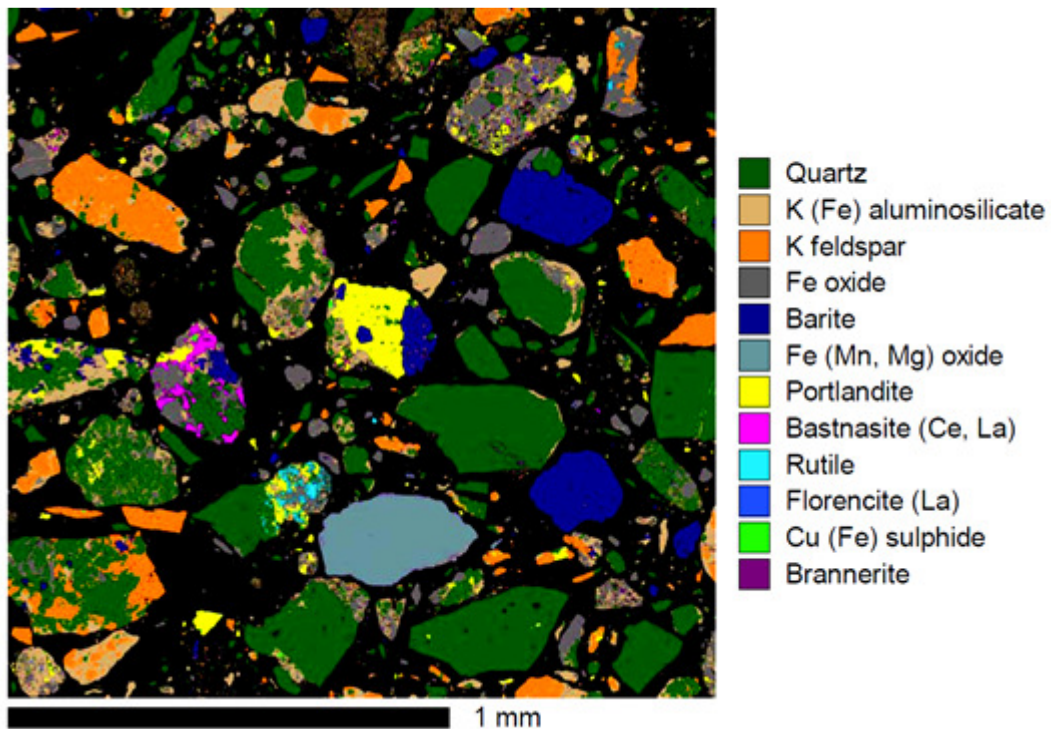 Quartz
K (Fe) aluminosilicate
K feldspar
Fe oxide
Barite
Fe (Mn, Mg) oxide
Portlandite
Bastnasite (Ce, La)
Rutile
Florencite (La)
Cu (Fe) sulphide
Brannerite
1 mm